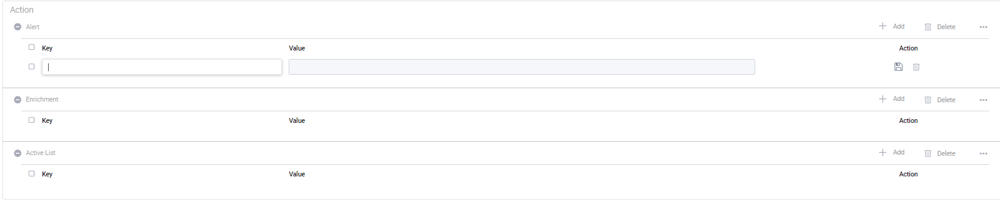 Action
Alert Add Delete
Key Value Action
Enrichment Add Delete
Key Value Action
Active List Add Delete
Key Value Action